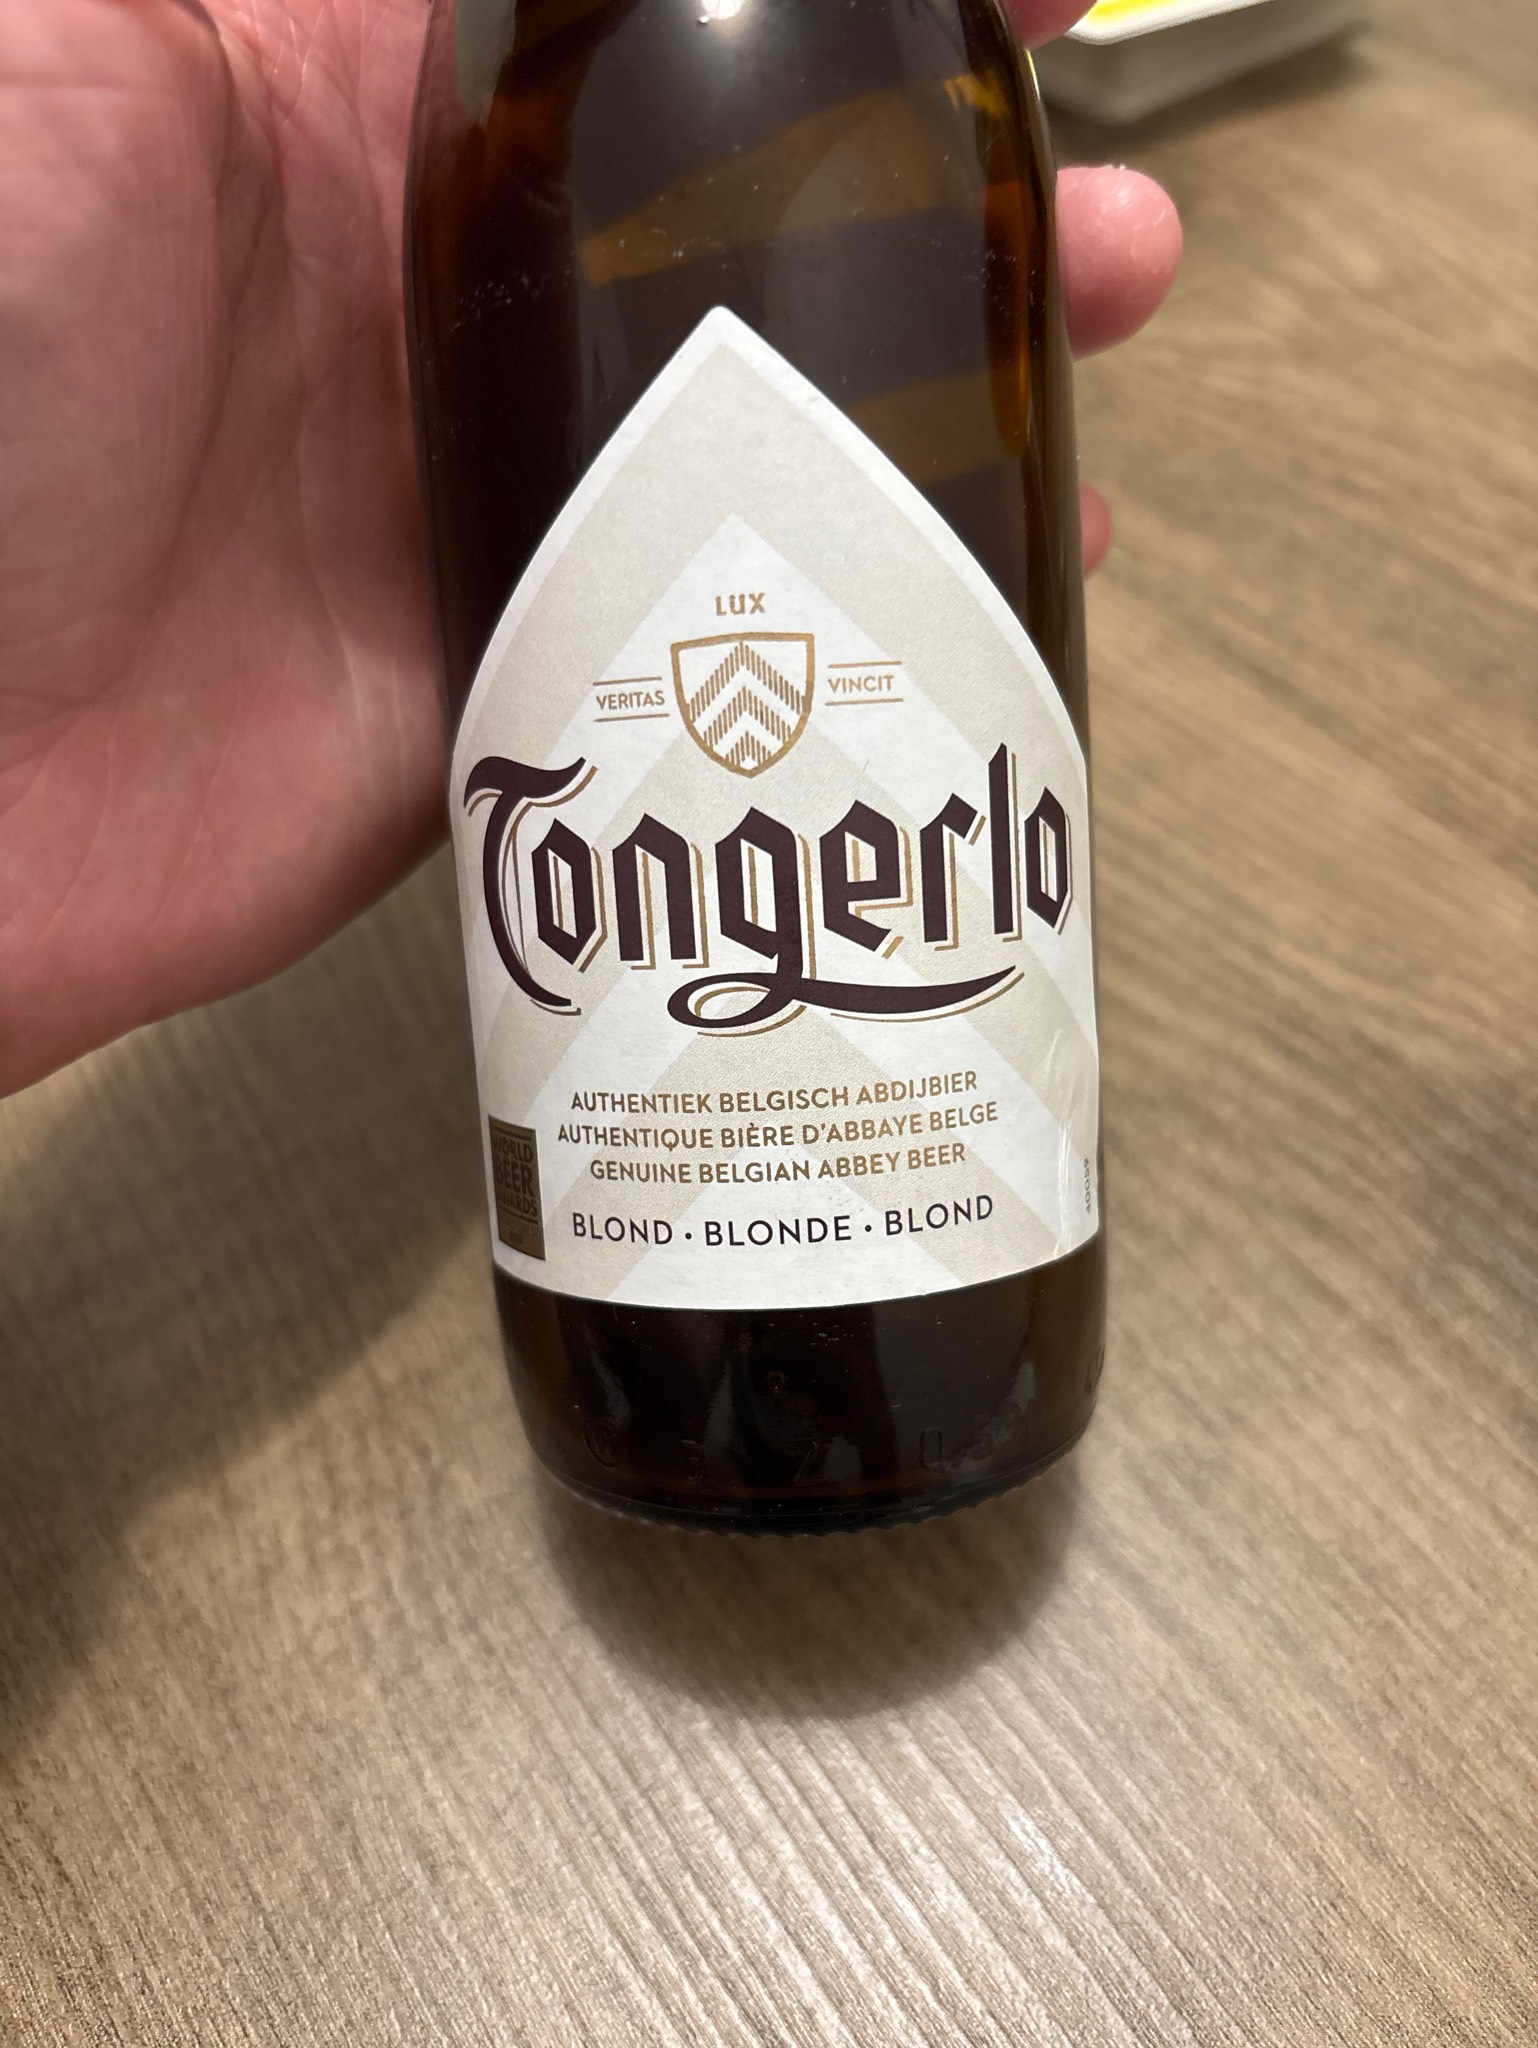 LUX
VERITAS VINCIT
Tongerlo
AUTHENTIEK BELGISCH ABDIJBIER
AUTHENTIQUE BIÈRE D'ABBAYE BELGE
GENUINE BELGIAN ABBEY BEER
BLOND • BLONDE • BLOND
WORLD
BEER
AWARDS
40059